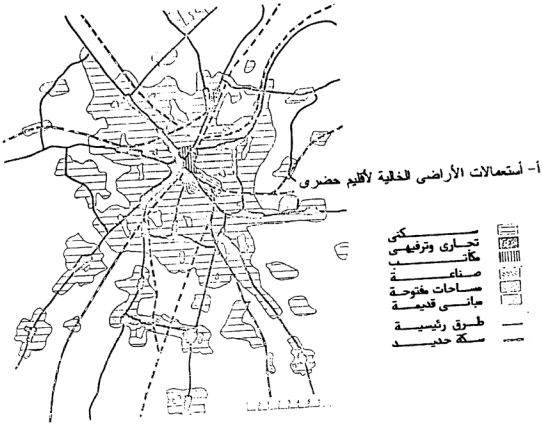 أ- أستعمالات الأراضى الخالية لأقليم حضرى
سكنى
تجارى وترفيهى
مكاتب
صناعة
مساحات مفتوحة
مبانى قديمة
طرق رئيسية
سكة حديد